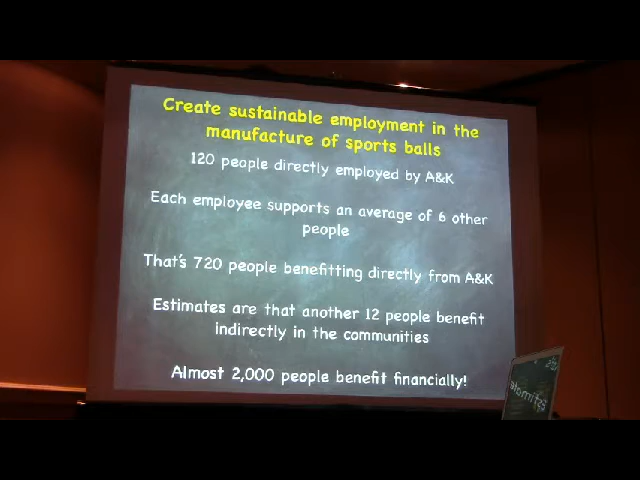 Create sustainable employment in the
manufacture of sports balls
120 people directly employed by A&K
Each employee supports an average of 6 other
people
That's 720 people benefitting directly from A&K
Estimates are that another 12 people benefit
indirectly in the communities
Almost 2,000 people benefit financially!